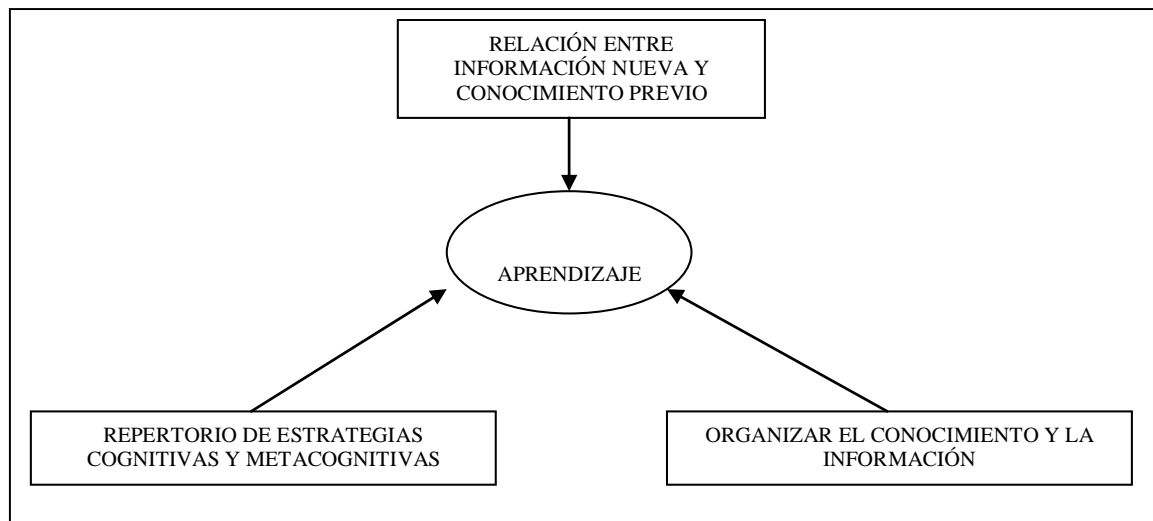 RELACIÓN ENTRE
INFORMACIÓN NUEVA Y
CONOCIMIENTO PREVIO
APRENDIZAJE
REPERTORIO DE ESTRATEGIAS
COGNITIVAS Y METACOGNITIVAS
ORGANIZAR EL CONOCIMIENTO Y LA
INFORMACIÓN